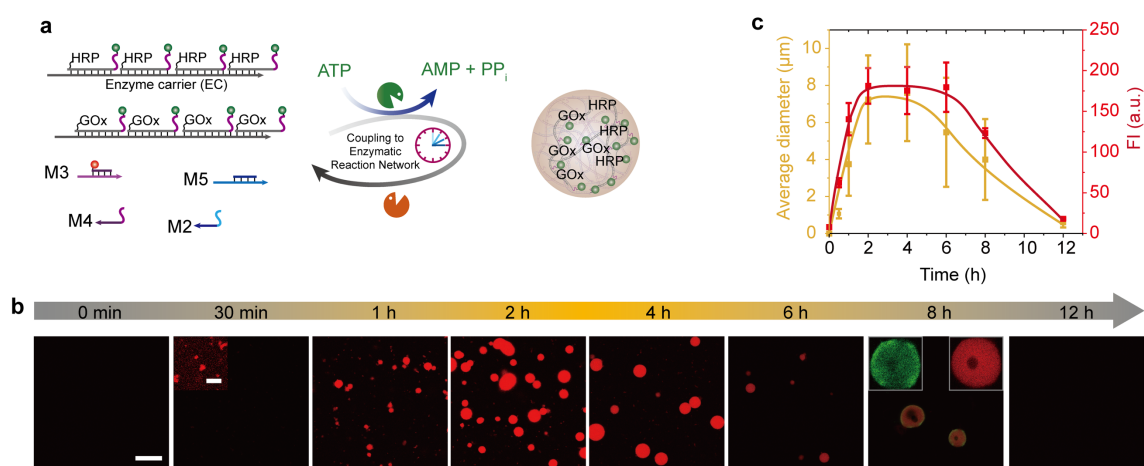 a
HRP HRP HRP HRP
Enzyme carrier (EC)
GOx GOx GOx GOx
M3
M5
M4
M2
ATP
AMP + PPi
Coupling to
Enzymatic
Reaction Network
HRP
GOx
HRP
GOx GOx
HRP
GOx
c
Average diameter (µm)
10
8
6
4
2
0
250
200
150
100
50
0
FI (a.u.)
0 2 4 6 8 10 12
Time (h)
b
0 min 30 min 1 h 2 h 4 h 6 h 8 h 12 h